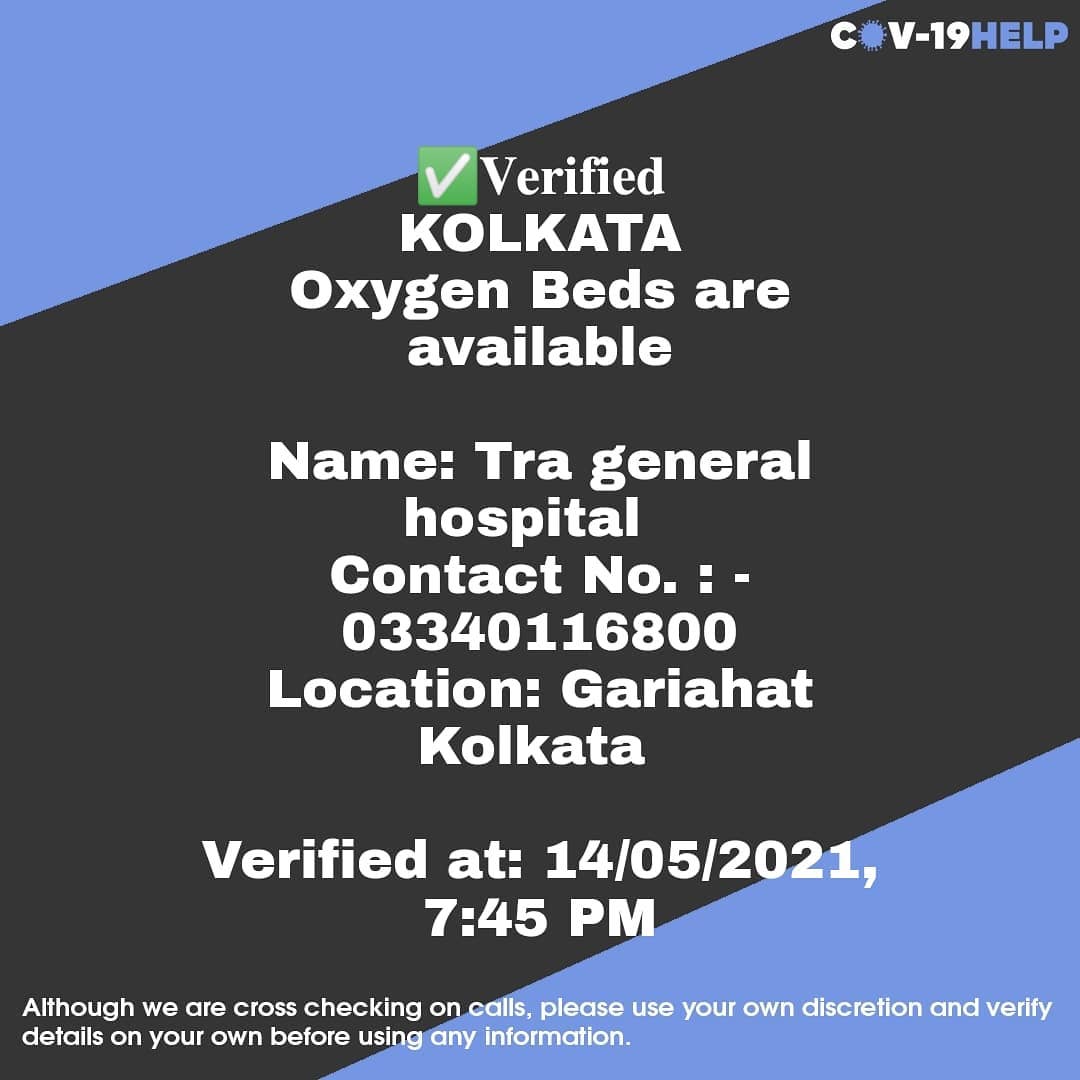 COV-19HELP
✅Verified
KOLKATA
Oxygen Beds are
available
Name: Tra general
hospital
Contact No. : -
03340116800
Location: Gariahat
Kolkata
Verified at: 14/05/2021,
7:45 PM
Although we are cross checking on calls, please use your own discretion and verify
details on your own before using any information.